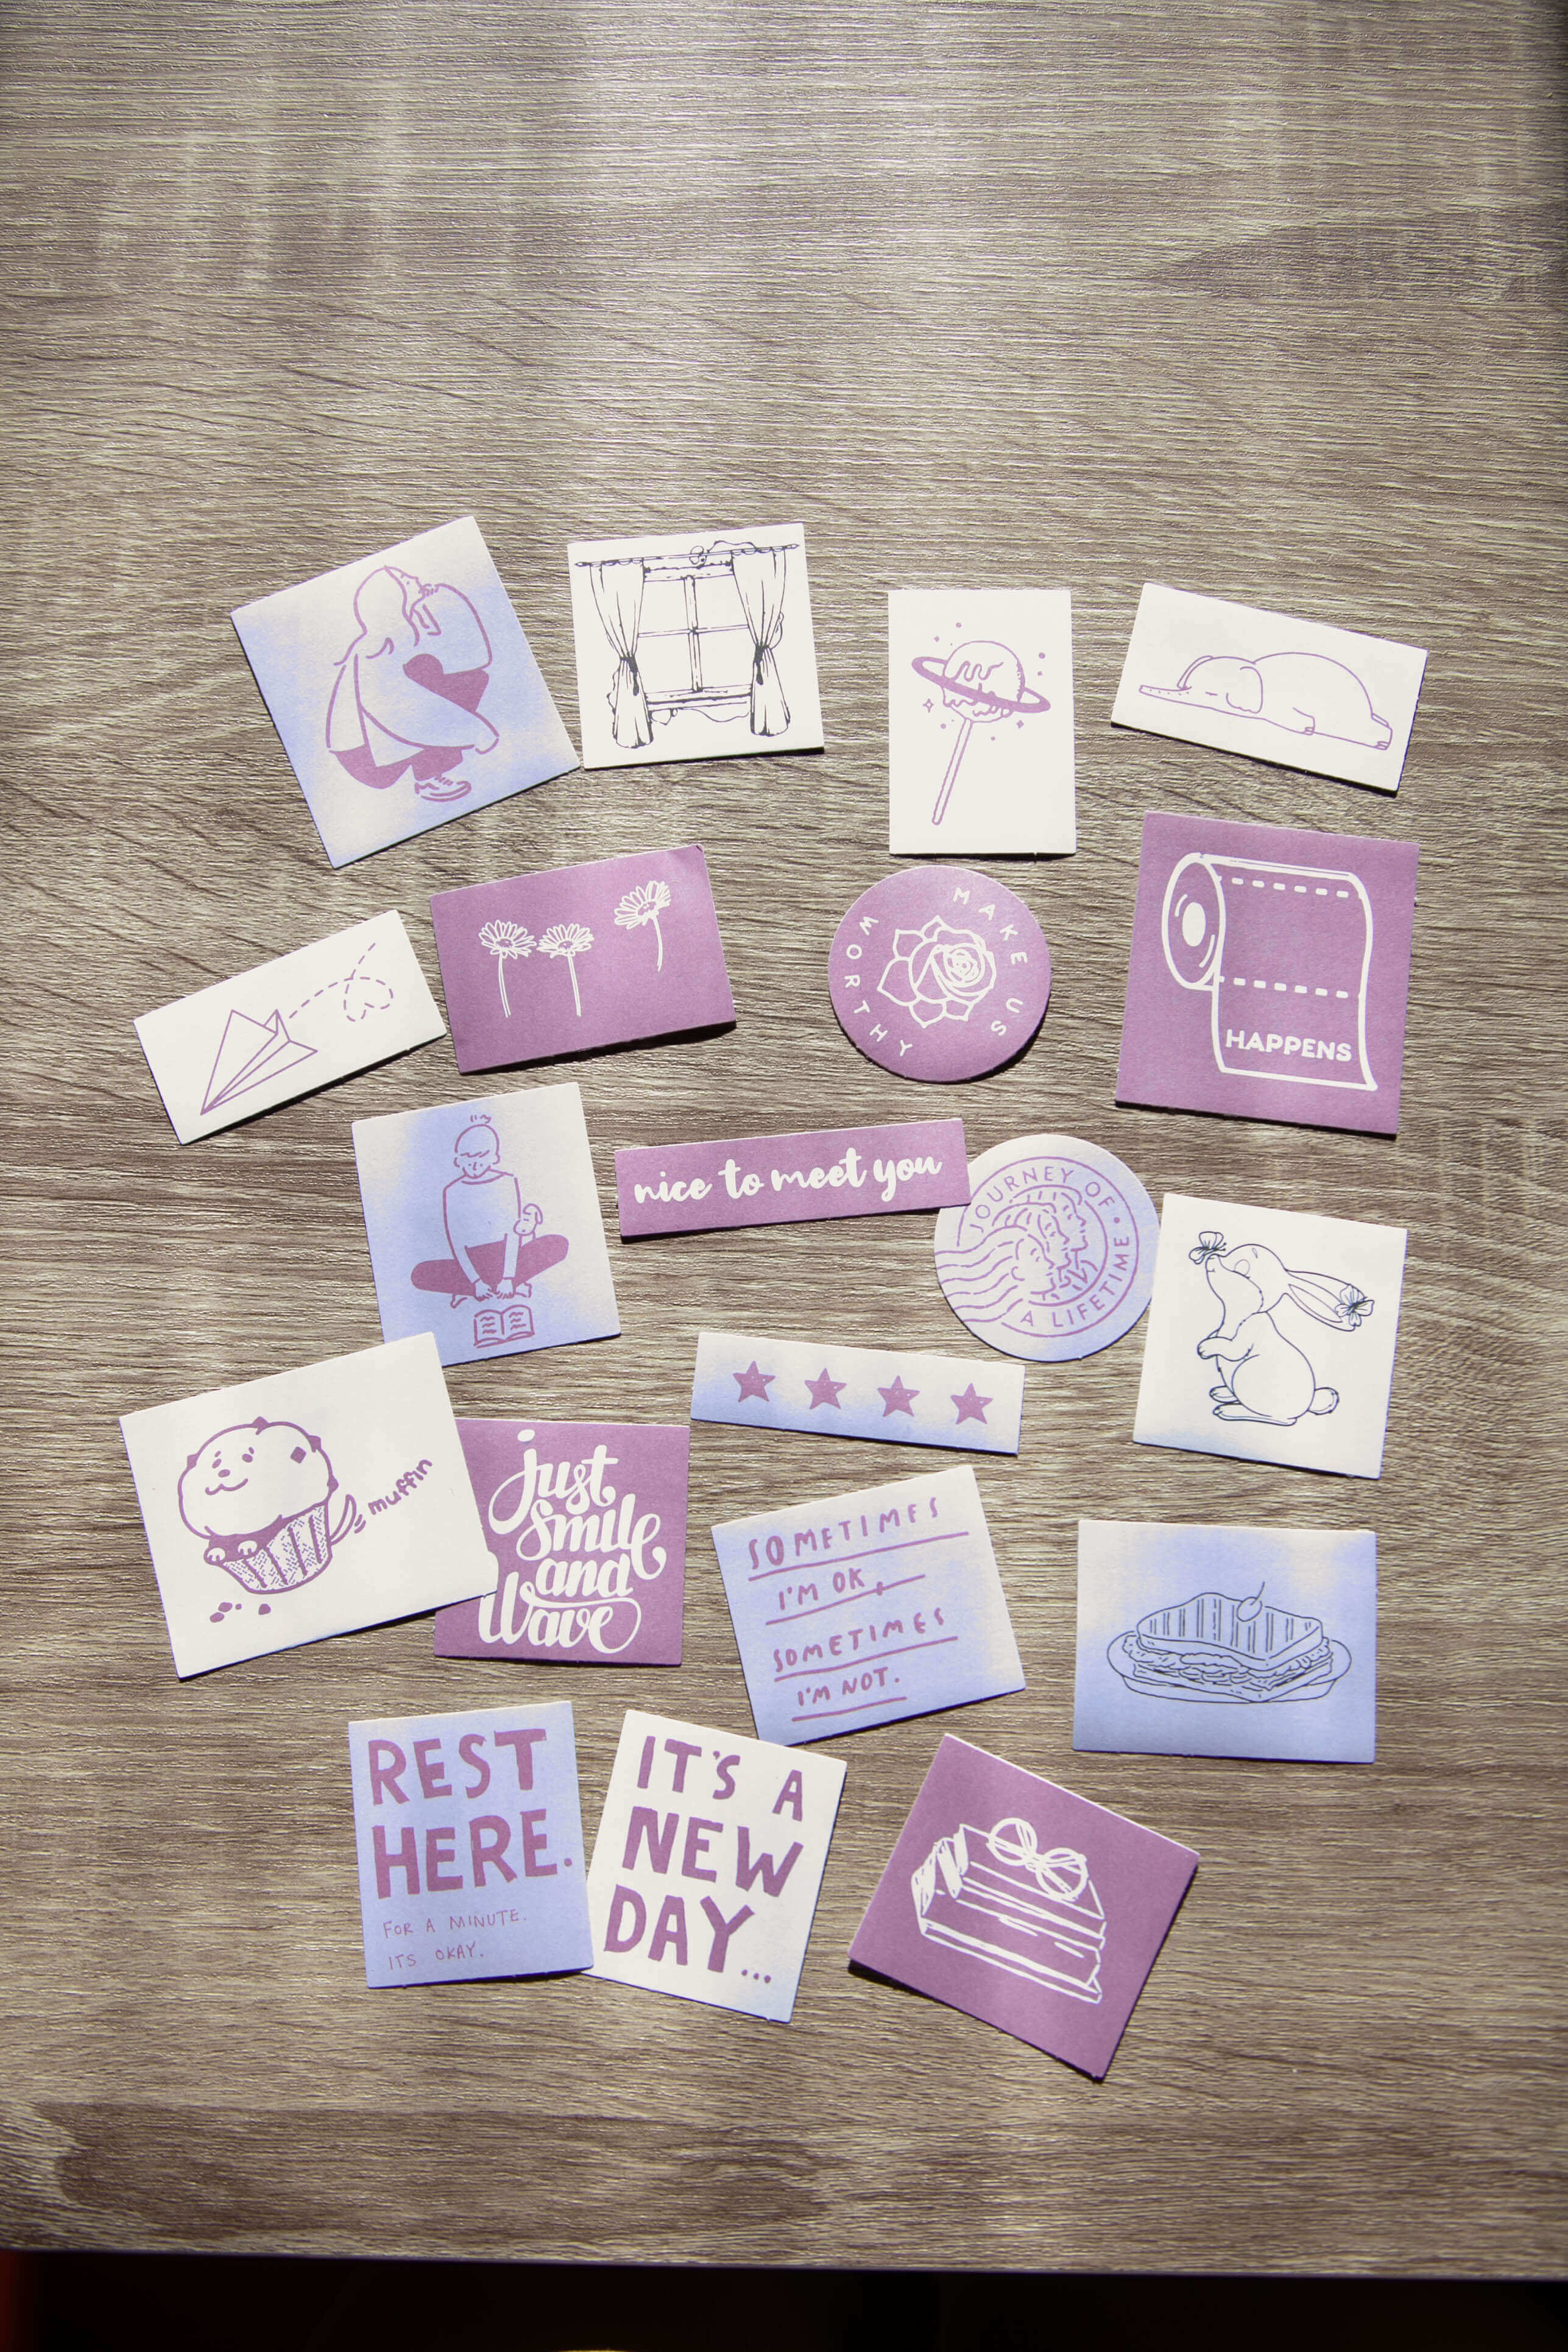 MAKE US
WORTHY
HAPPENS
nice to meet you
JOURNEY OF
A LIFETIME
muffin
just
smile
and
wave
SOMETIMES
I'M OK,
SOMETIMES
I'M NOT.
REST
HERE.
FOR A MINUTE.
ITS OKAY.
IT'S A
NEW
DAY...